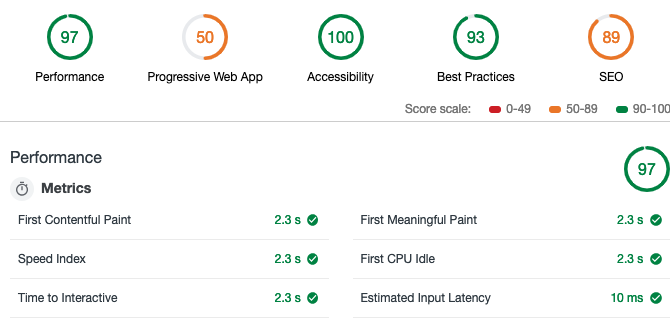 97 50 100 93 89
Performance Progressive Web App Accessibility Best Practices SEO
Score scale: 0-49 50-89 90-100
Performance 97
Metrics
First Contentful Paint 2.3 s First Meaningful Paint 2.3 s
Speed Index 2.3 s First CPU Idle 2.3 s
Time to Interactive 2.3 s Estimated Input Latency 10 ms